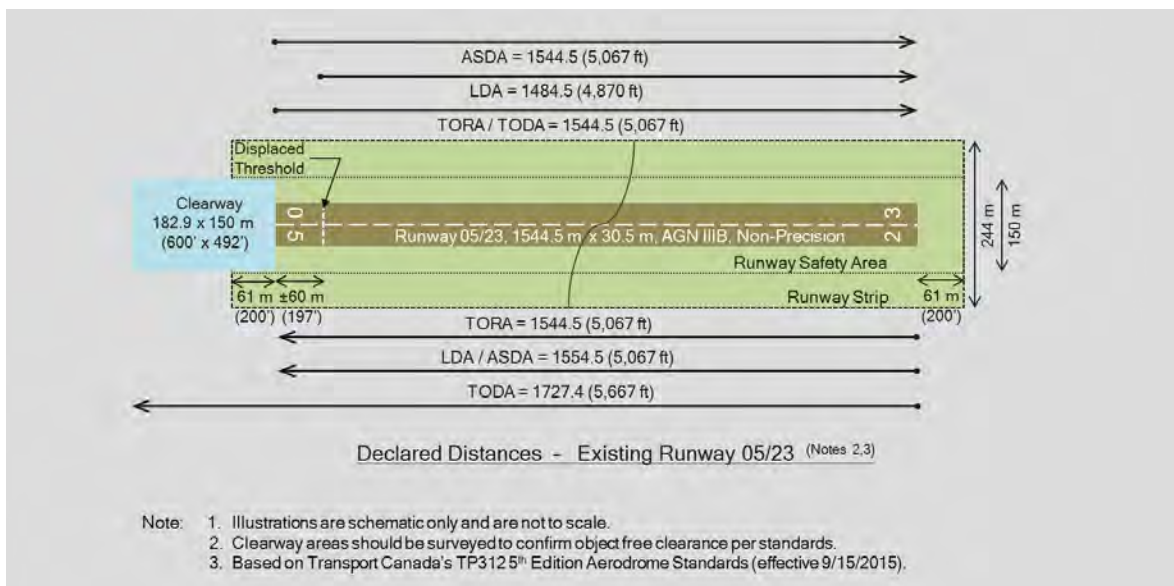 ASDA = 1544.5 (5,067 ft)
LDA = 1484.5 (4,870 ft)
TORA / TODA = 1544.5 (5,067 ft)
Displaced
Threshold
Clearway
182.9 x 150 m
(600' x 492')
05
23
Runway 05/23, 1544.5 m x 30.5 m, AGN IIIB, Non-Precision
244 m
150 m
Runway Safety Area
Runway Strip
61 m
(200')
±60 m
(197')
61 m
(200')
TORA = 1544.5 (5,067 ft)
LDA / ASDA = 1554.5 (5,067 ft)
TODA = 1727.4 (5,667 ft)
Declared Distances - Existing Runway 05/23 (Notes 2,3)
Note: 1. Illustrations are schematic only and are not to scale.
2. Clearway areas should be surveyed to confirm object free clearance per standards.
3. Based on Transport Canada's TP312 5th Edition Aerodrome Standards (effective 9/15/2015).